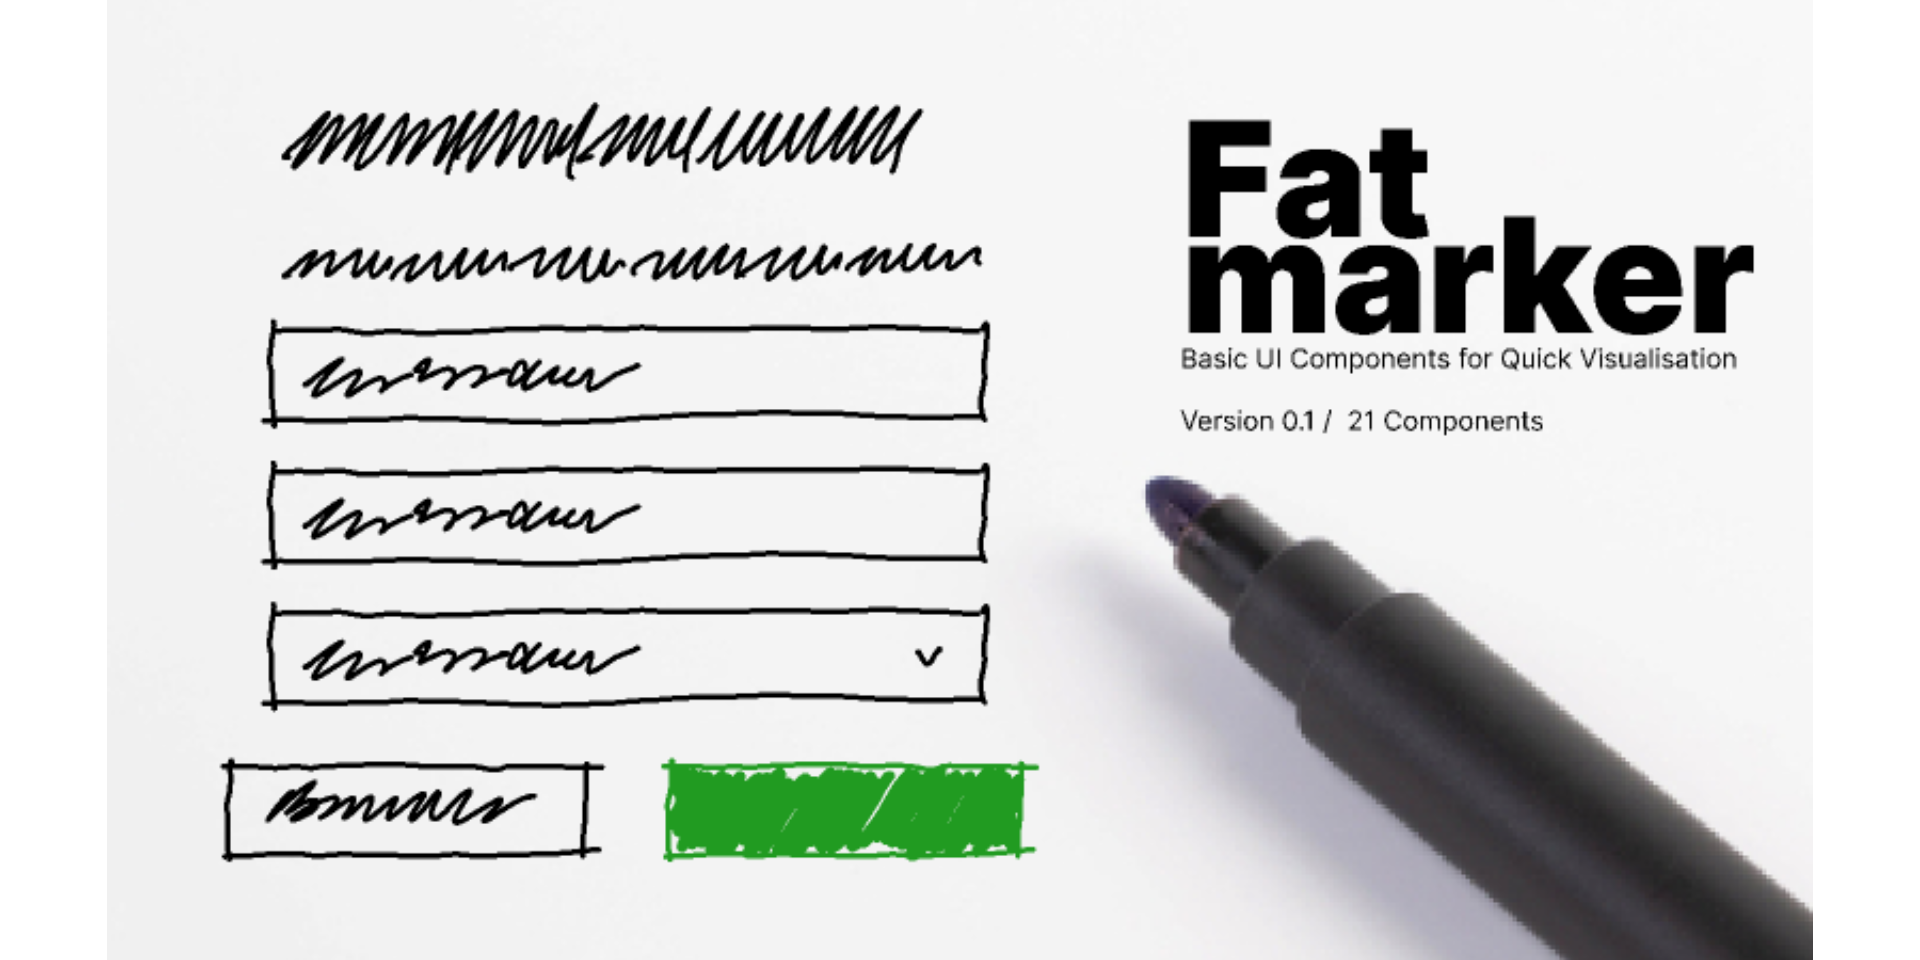 Fat
marker
Basic UI Components for Quick Visualisation
Version 0.1 / 21 Components